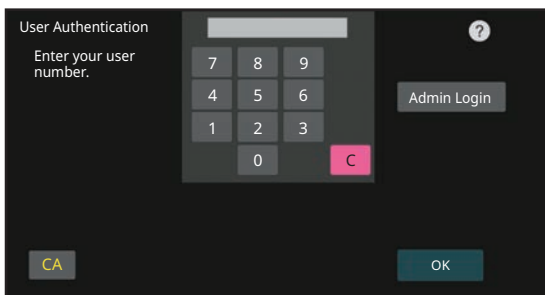 User Authentication
?
Enter your user
number.
7 8 9
4 5 6
Admin Login
1 2 3
0 C
CA
OK